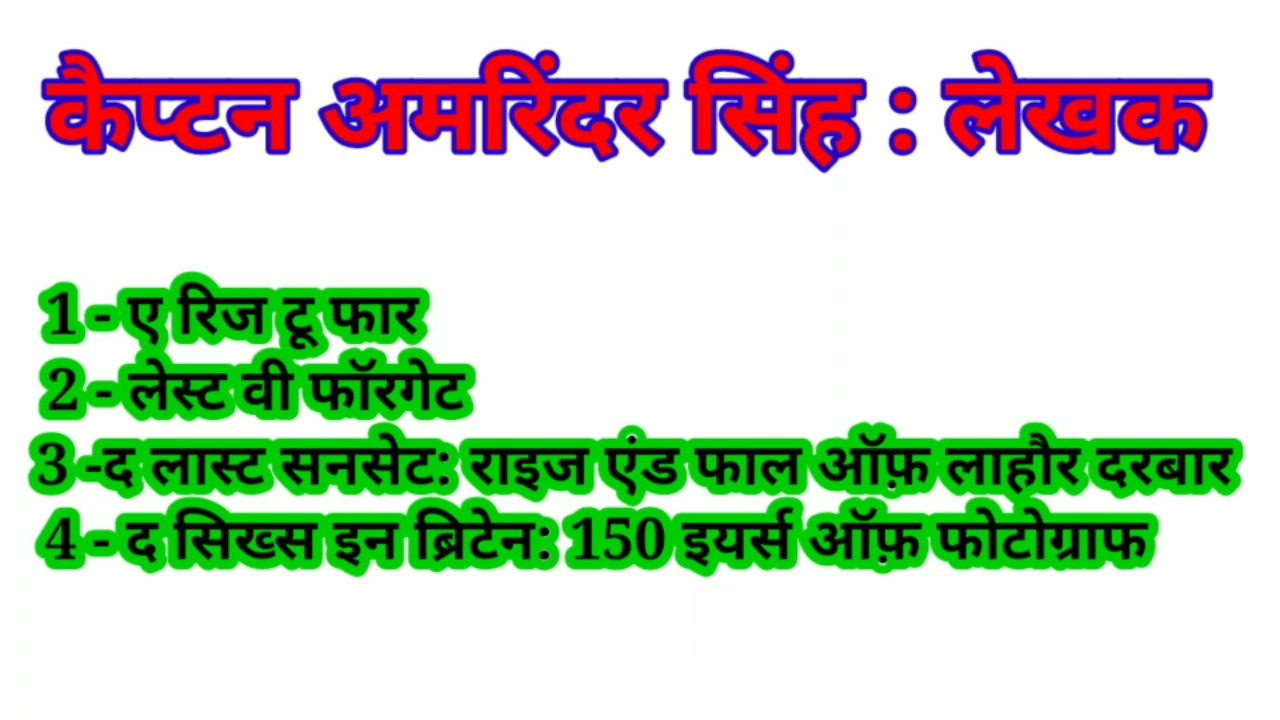 कैप्टन अमरिंदर सिंह : लेखक
1 - ए रिज टू फार
2 - लेस्ट वी फॉरगेट
3 -द लास्ट सनसेट: राइज एंड फाल ऑफ़ लाहौर दरबार
4 - द सिख्स इन ब्रिटेन: 150 इयर्स ऑफ़ फोटोग्राफ